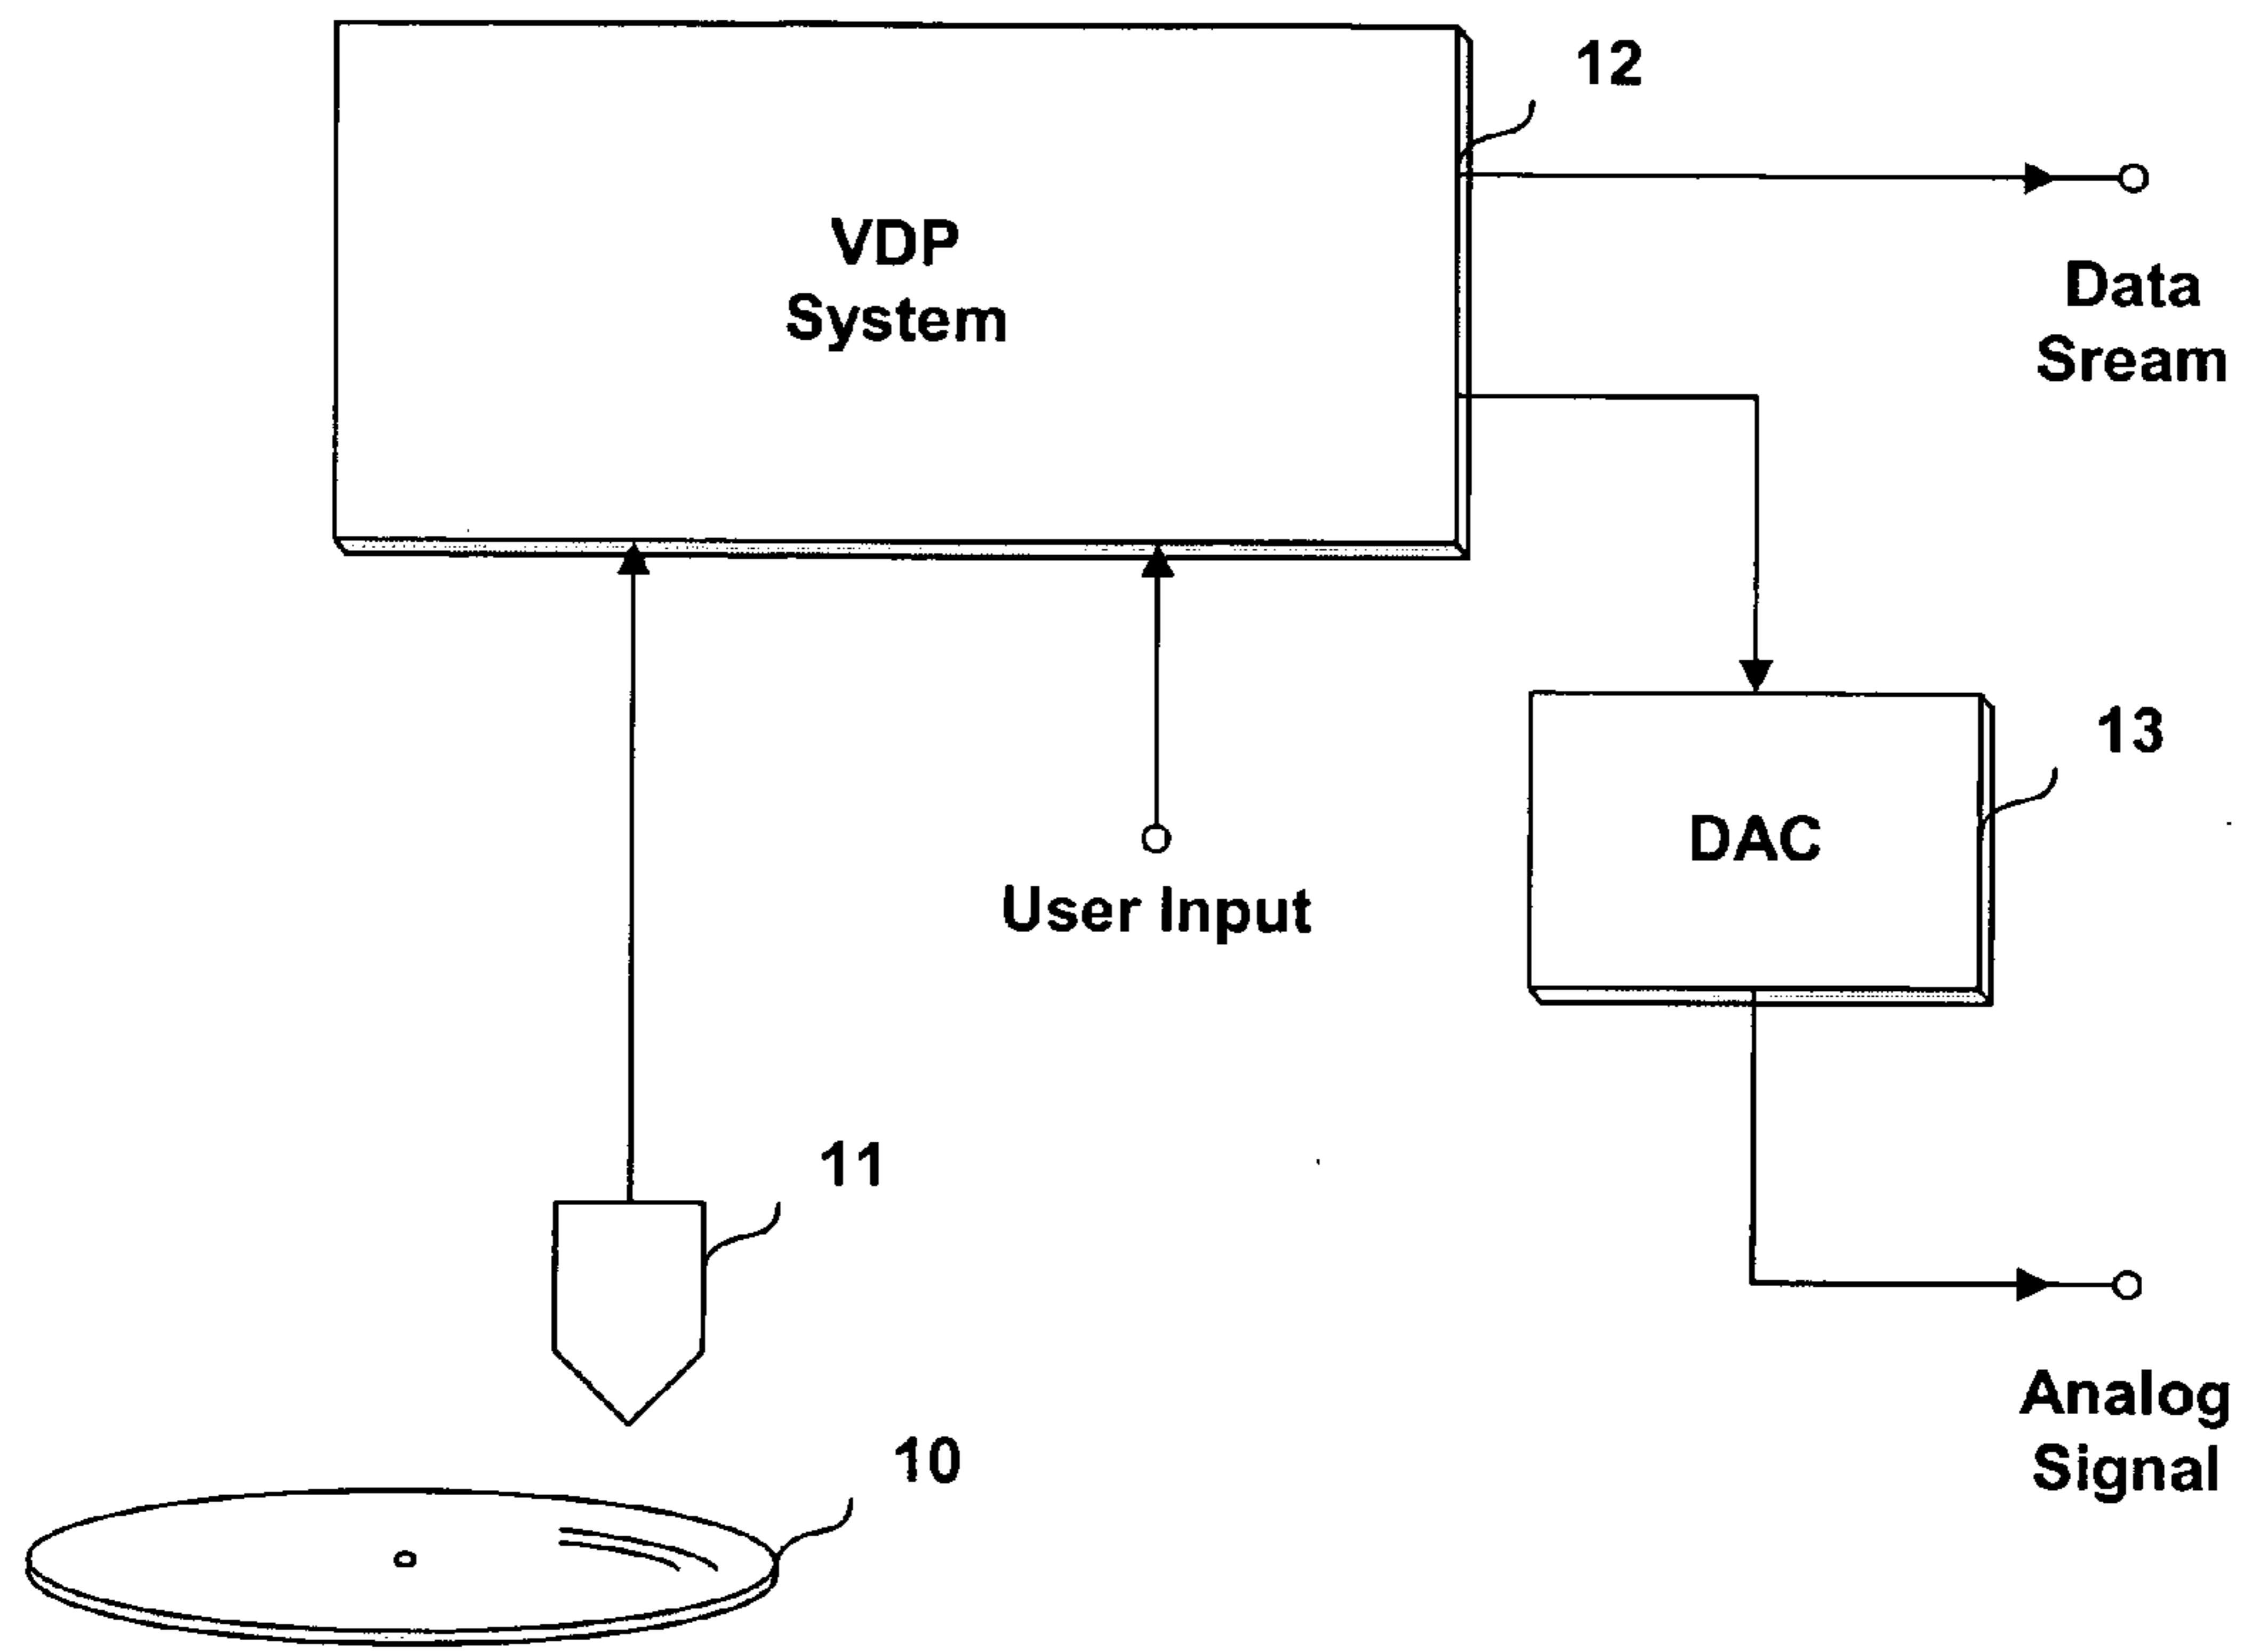 12
VDP
System
Data
Sream
13
DAC
User Input
11
10
Analog
Signal